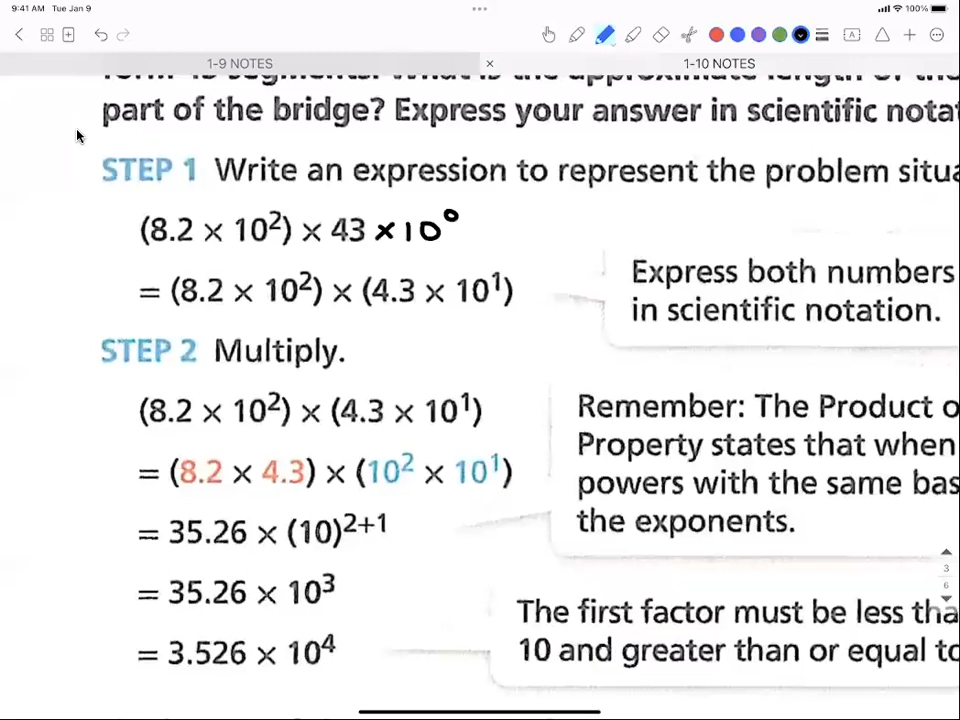 9:41 AM Tue Jan 9
100%
1-9 NOTES
1-10 NOTES
part of the bridge? Express your answer in scientific nota
STEP 1 Write an expression to represent the problem situa
(8.2 × 10²) × 43 ×10⁰
= (8.2 × 10²) × (4.3 × 10¹)
Express both numbers
in scientific notation.
STEP 2 Multiply.
(8.2 × 10²) × (4.3 × 10¹)
= (8.2 × 4.3) × (10² × 10¹)
= 35.26 × (10)²⁺¹
= 35.26 × 10³
= 3.526 × 10⁴
Remember: The Product o
Property states that when
powers with the same bas
the exponents.
The first factor must be less tha
10 and greater than or equal to
3
6